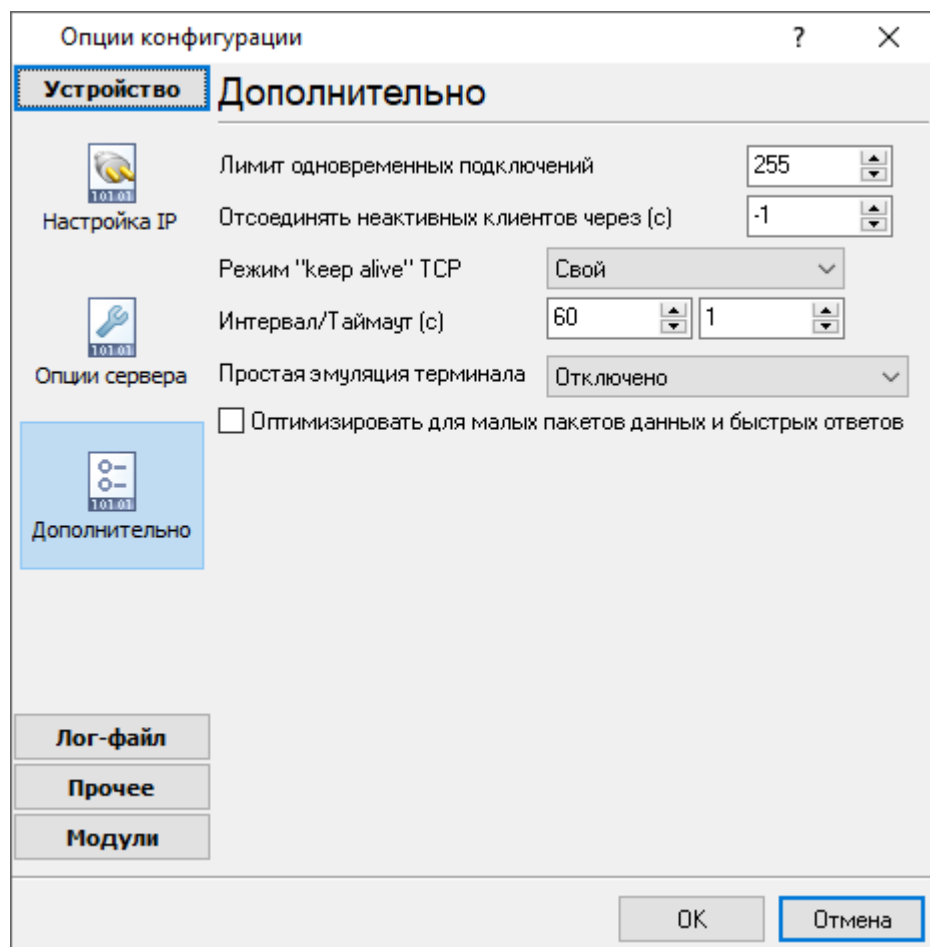 Опции конфигурации
?
Устройство
Дополнительно
101.01
Настройка IP
101.01
Опции сервера
101.01
Дополнительно
Лимит одновременных подключений 255
Отсоединять неактивных клиентов через (с) -1
Режим "keep alive" TCP Свой
Интервал/Таймаут (с) 60 1
Простая эмуляция терминала Отключено
Оптимизировать для малых пакетов данных и быстрых ответов
Лог-файл
Прочее
Модули
OK Отмена